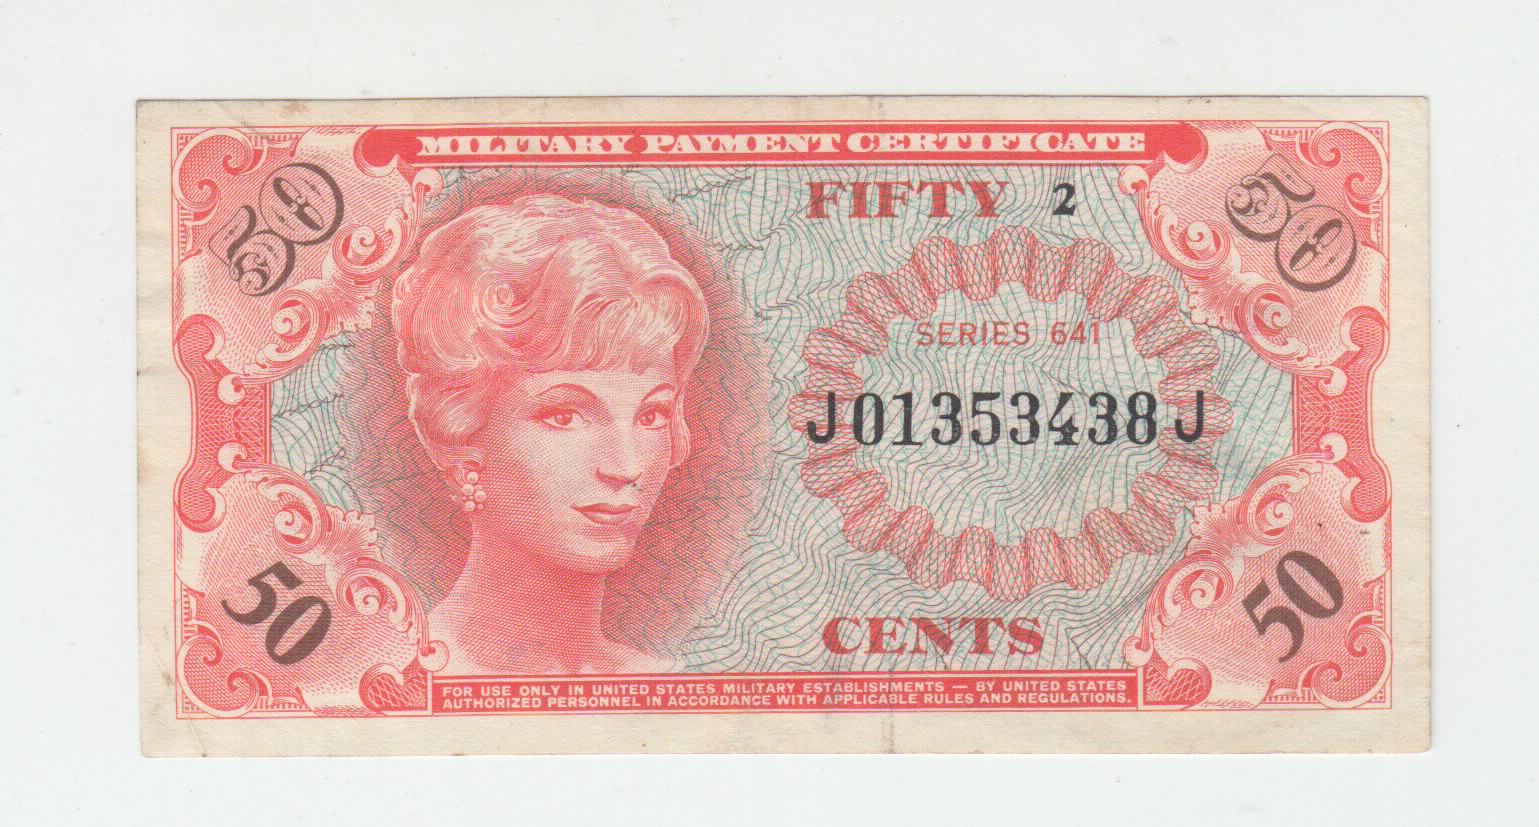 MILITARY PAYMENT CERTIFICATE
50 FIFTY 2 50
SERIES 641
J01353438J
50 CENTS 50
FOR USE ONLY IN UNITED STATES MILITARY ESTABLISHMENTS — BY UNITED STATES
AUTHORIZED PERSONNEL IN ACCORDANCE WITH APPLICABLE RULES AND REGULATIONS.